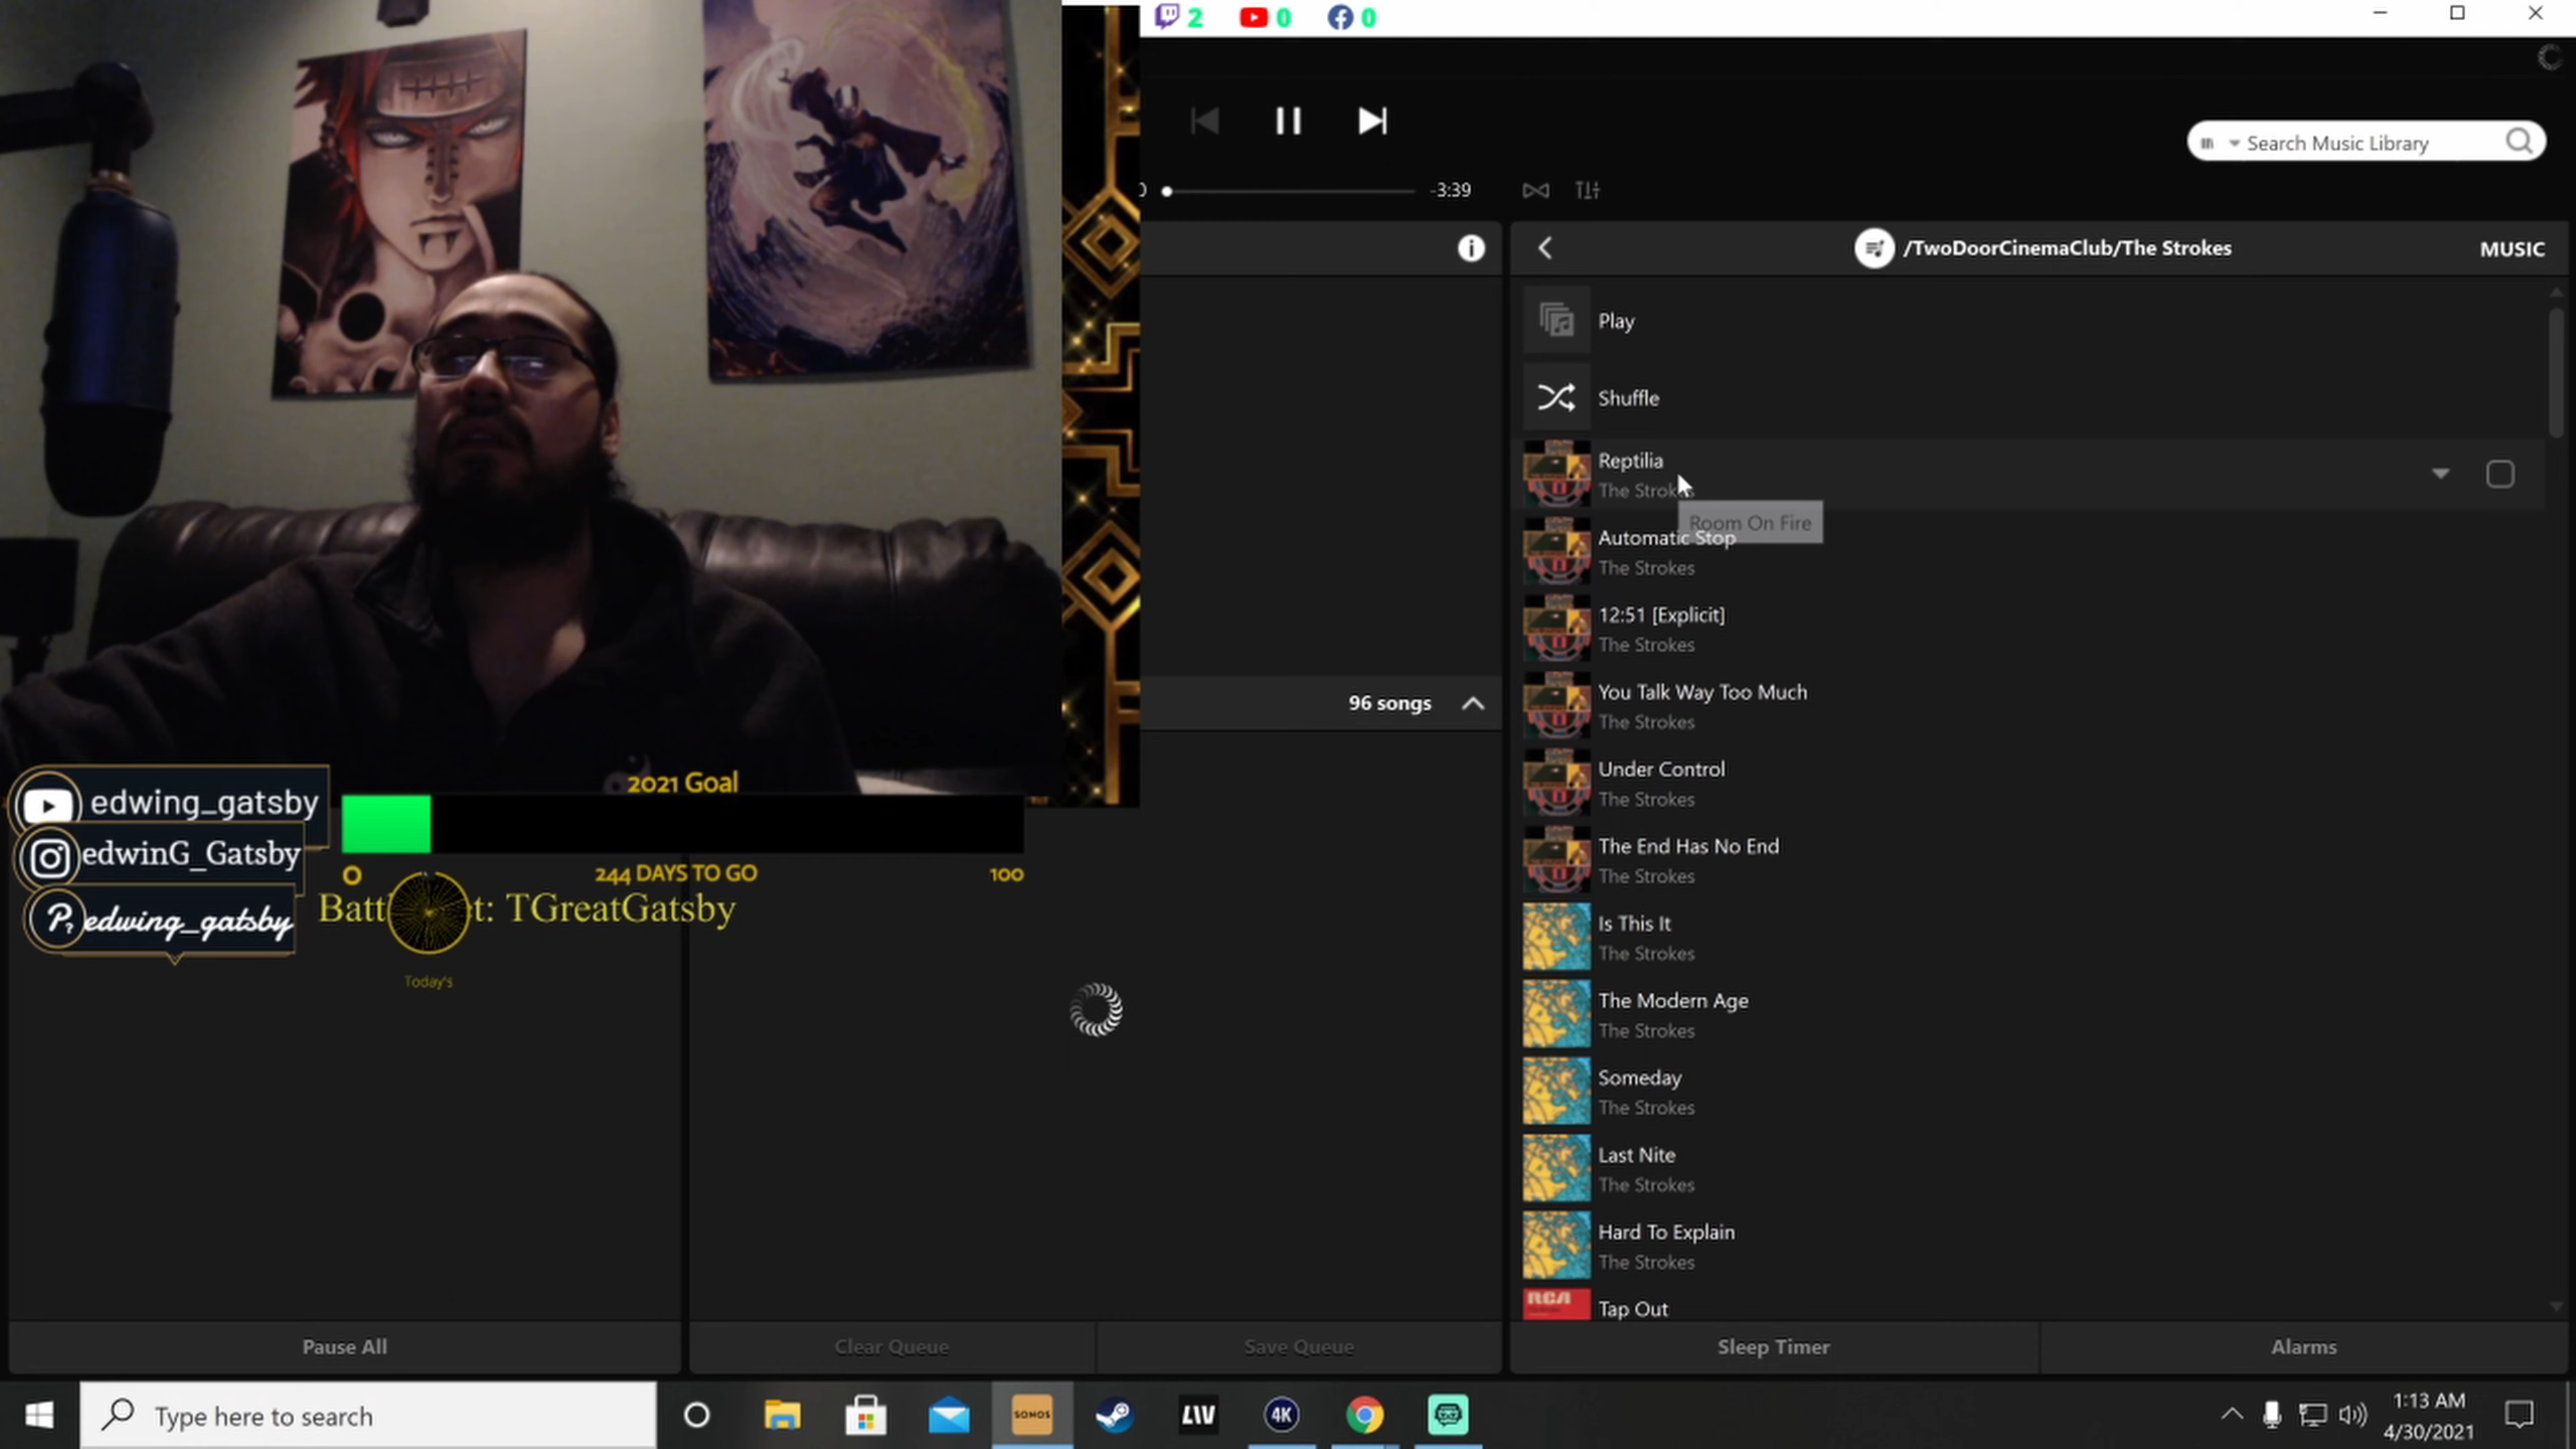 2 0 0
-3:39
Search Music Library
/TwoDoorCinemaClub/The Strokes
MUSIC
Play
Shuffle
Reptilia
The Strokes
Room On Fire
Automatic Stop
The Strokes
12:51 [Explicit]
The Strokes
You Talk Way Too Much
The Strokes
96 songs
Under Control
The Strokes
The End Has No End
The Strokes
Is This It
The Strokes
The Modern Age
The Strokes
Someday
The Strokes
Last Nite
The Strokes
Hard To Explain
The Strokes
RCA
Tap Out
2021 Goal
edwing_gatsby
edwinG_Gatsby
0 244 DAYS TO GO 100
edwing_gatsby
t: TGreatGatsby
Today's
Pause All
Clear Queue
Save Queue
Sleep Timer
Alarms
Type here to search
SONOS
LIV
4K
1:13 AM
4/30/2021